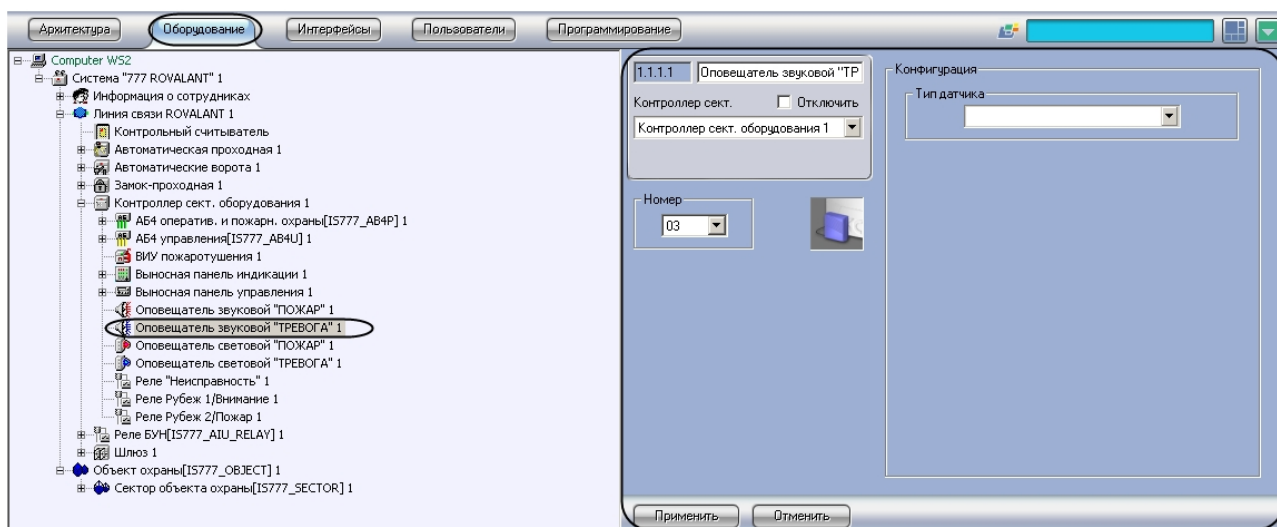 Архитектура Оборудование Интерфейсы Пользователи Программирование
Computer WS2
Система "777 ROVALANT" 1
Информация о сотрудниках
Линия связи ROVALANT 1
Контрольный считыватель
Автоматическая проходная 1
Автоматические ворота 1
Замок-проходная 1
Контроллер сект. оборудования 1
АБ4 оператив. и пожарн. охраны[IS777_AB4P] 1
АБ4 управления[IS777_AB4U] 1
ВИУ пожаротушения 1
Выносная панель индикации 1
Выносная панель управления 1
Оповещатель звуковой "ПОЖАР" 1
Оповещатель звуковой "ТРЕВОГА" 1
Оповещатель световой "ПОЖАР" 1
Оповещатель световой "ТРЕВОГА" 1
Реле "Неисправность" 1
Реле Рубеж 1/Внимание 1
Реле Рубеж 2/Пожар 1
Реле БУН[IS777_AIU_RELAY] 1
Шлюз 1
Объект охраны[IS777_OBJECT] 1
Сектор объекта охраны[IS777_SECTOR] 1
1.1.1.1 Оповещатель звуковой "ТР
Контроллер сект. Отключить
Контроллер сект. оборудования 1
Номер
03
Конфигурация
Тип датчика
Применить Отменить